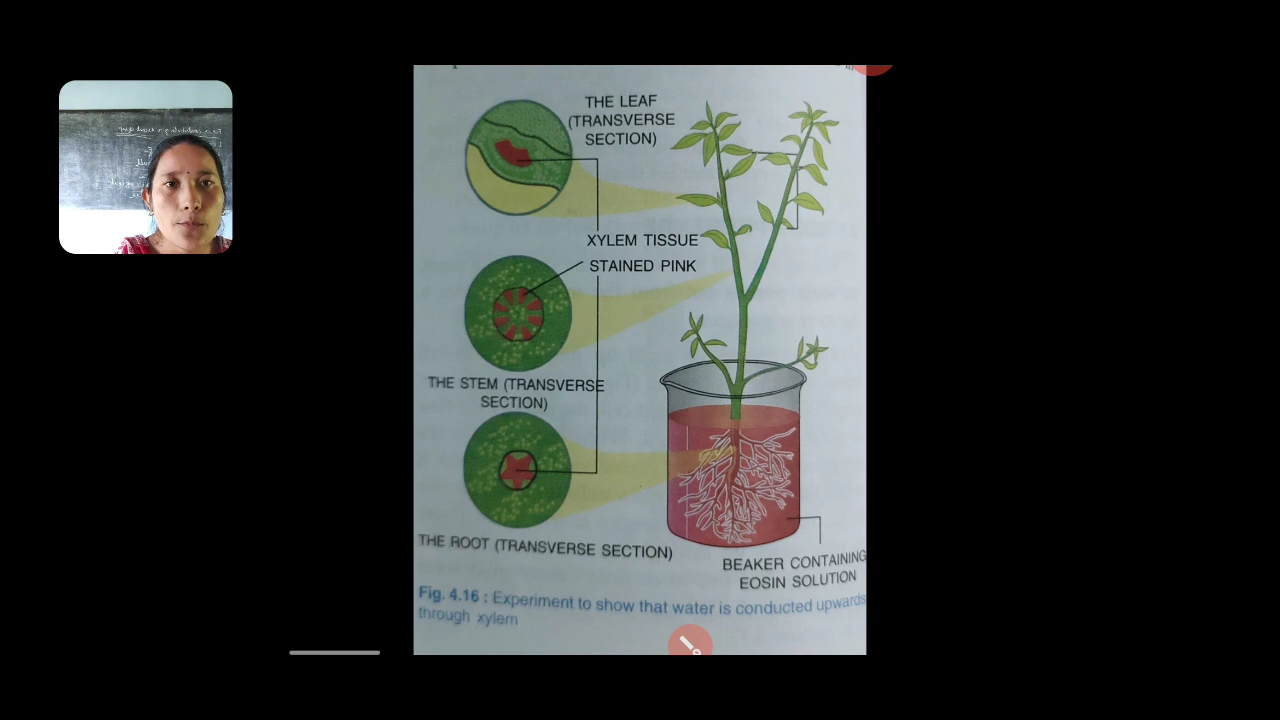 THE LEAF
(TRANSVERSE
SECTION)
XYLEM TISSUE
STAINED PINK
THE STEM (TRANSVERSE
SECTION)
THE ROOT (TRANSVERSE SECTION)
BEAKER CONTAINING
EOSIN SOLUTION
Fig. 4.16 : Experiment to show that water is conducted upwards
through xylem